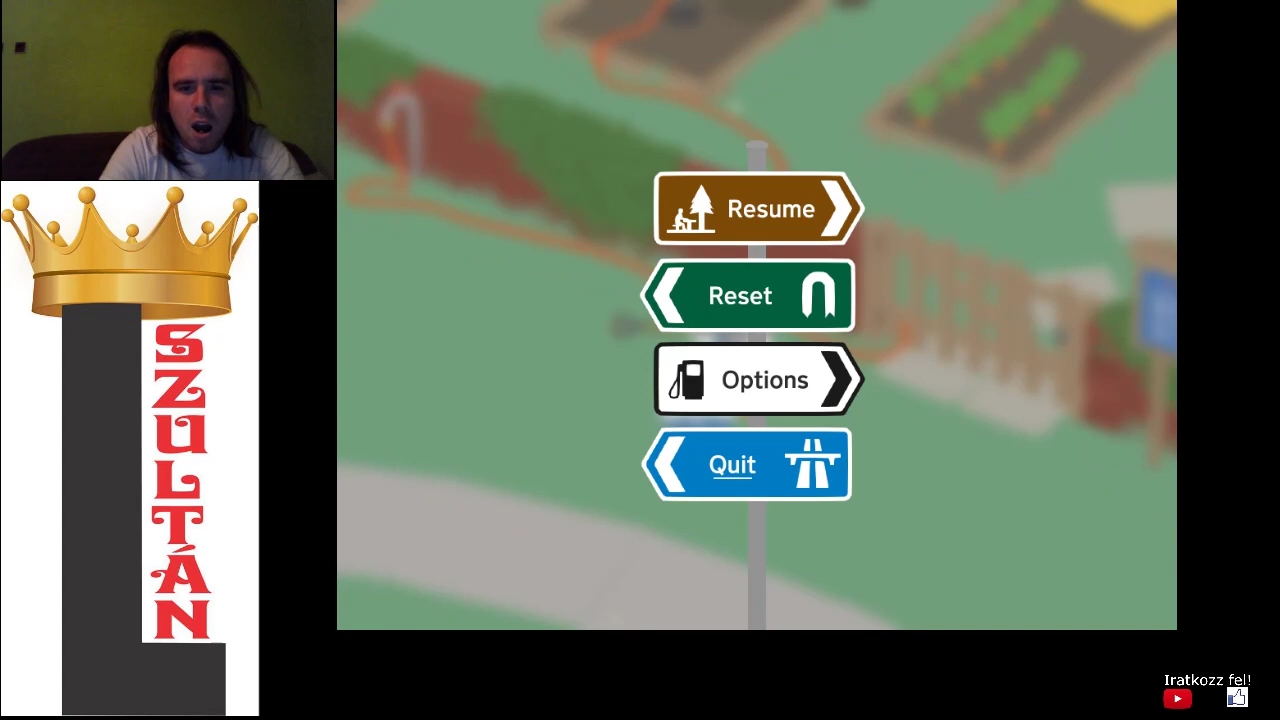 Resume
Reset
Options
Quit
L
SZULTÁN
Iratkozz fel!